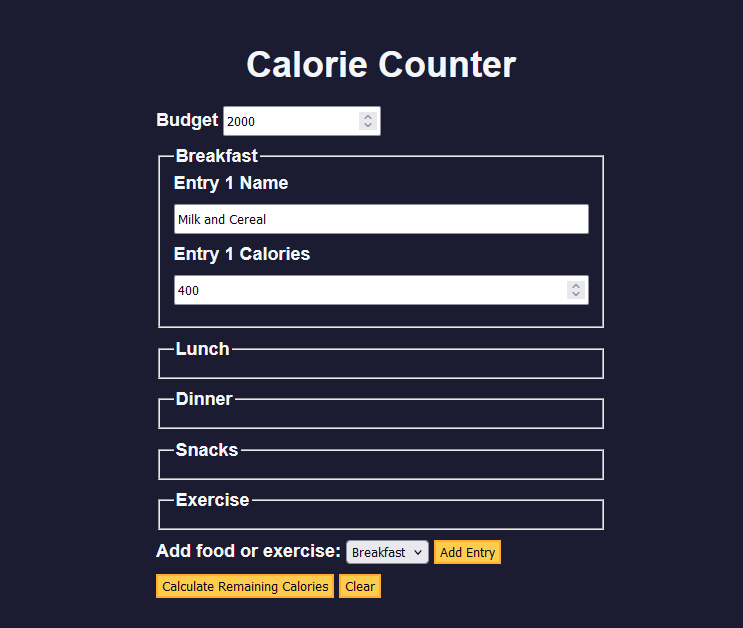 Calorie Counter
Budget 2000
Breakfast
Entry 1 Name
Milk and Cereal
Entry 1 Calories
400
Lunch
Dinner
Snacks
Exercise
Add food or exercise: Breakfast Add Entry
Calculate Remaining Calories Clear